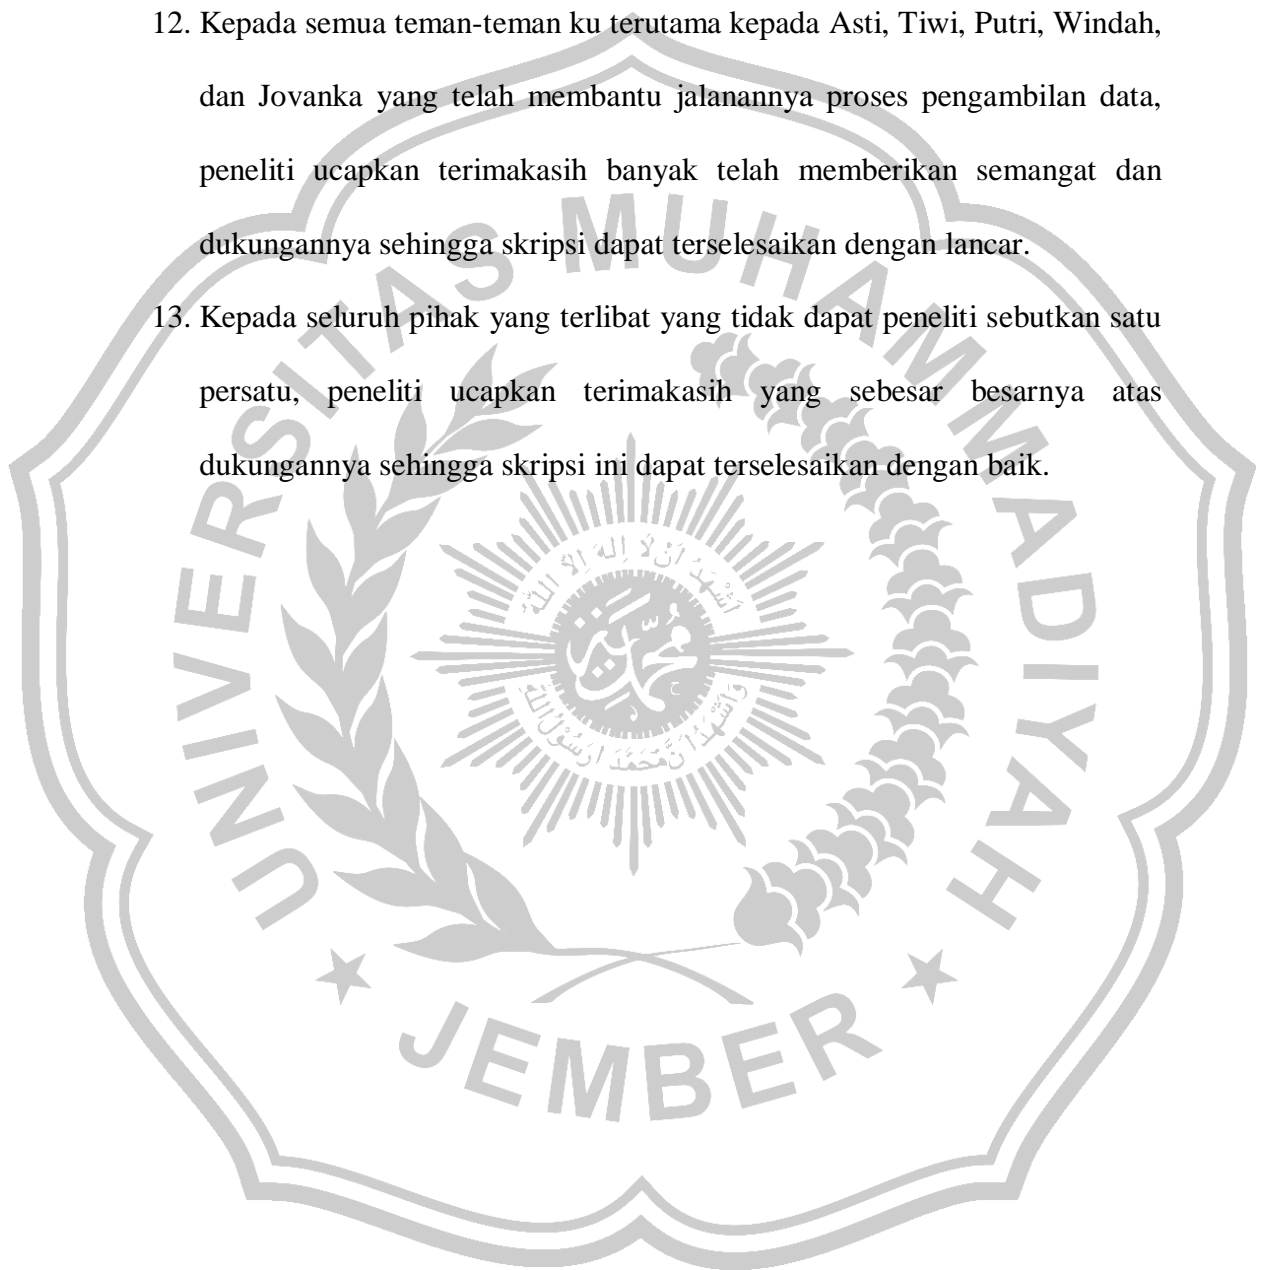 12. Kepada semua teman-teman ku terutama kepada Asti, Tiwi, Putri, Windah,
dan Jovanka yang telah membantu jalanannya proses pengambilan data,
peneliti ucapkan terimakasih banyak telah memberikan semangat dan
dukungannya sehingga skripsi dapat terselesaikan dengan lancar.
13. Kepada seluruh pihak yang terlibat yang tidak dapat peneliti sebutkan satu
persatu, peneliti ucapkan terimakasih yang sebesar besarnya atas
dukungannya sehingga skripsi ini dapat terselesaikan dengan baik.
UNIVERSITAS MUHAMMADIYAH
JEMBER